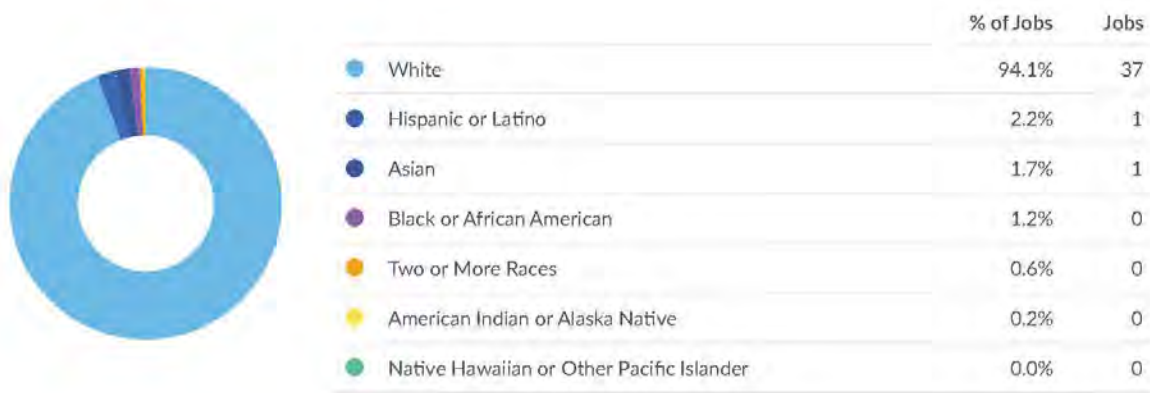 % of Jobs Jobs
White 94.1% 37
Hispanic or Latino 2.2% 1
Asian 1.7% 1
Black or African American 1.2% 0
Two or More Races 0.6% 0
American Indian or Alaska Native 0.2% 0
Native Hawaiian or Other Pacific Islander 0.0% 0